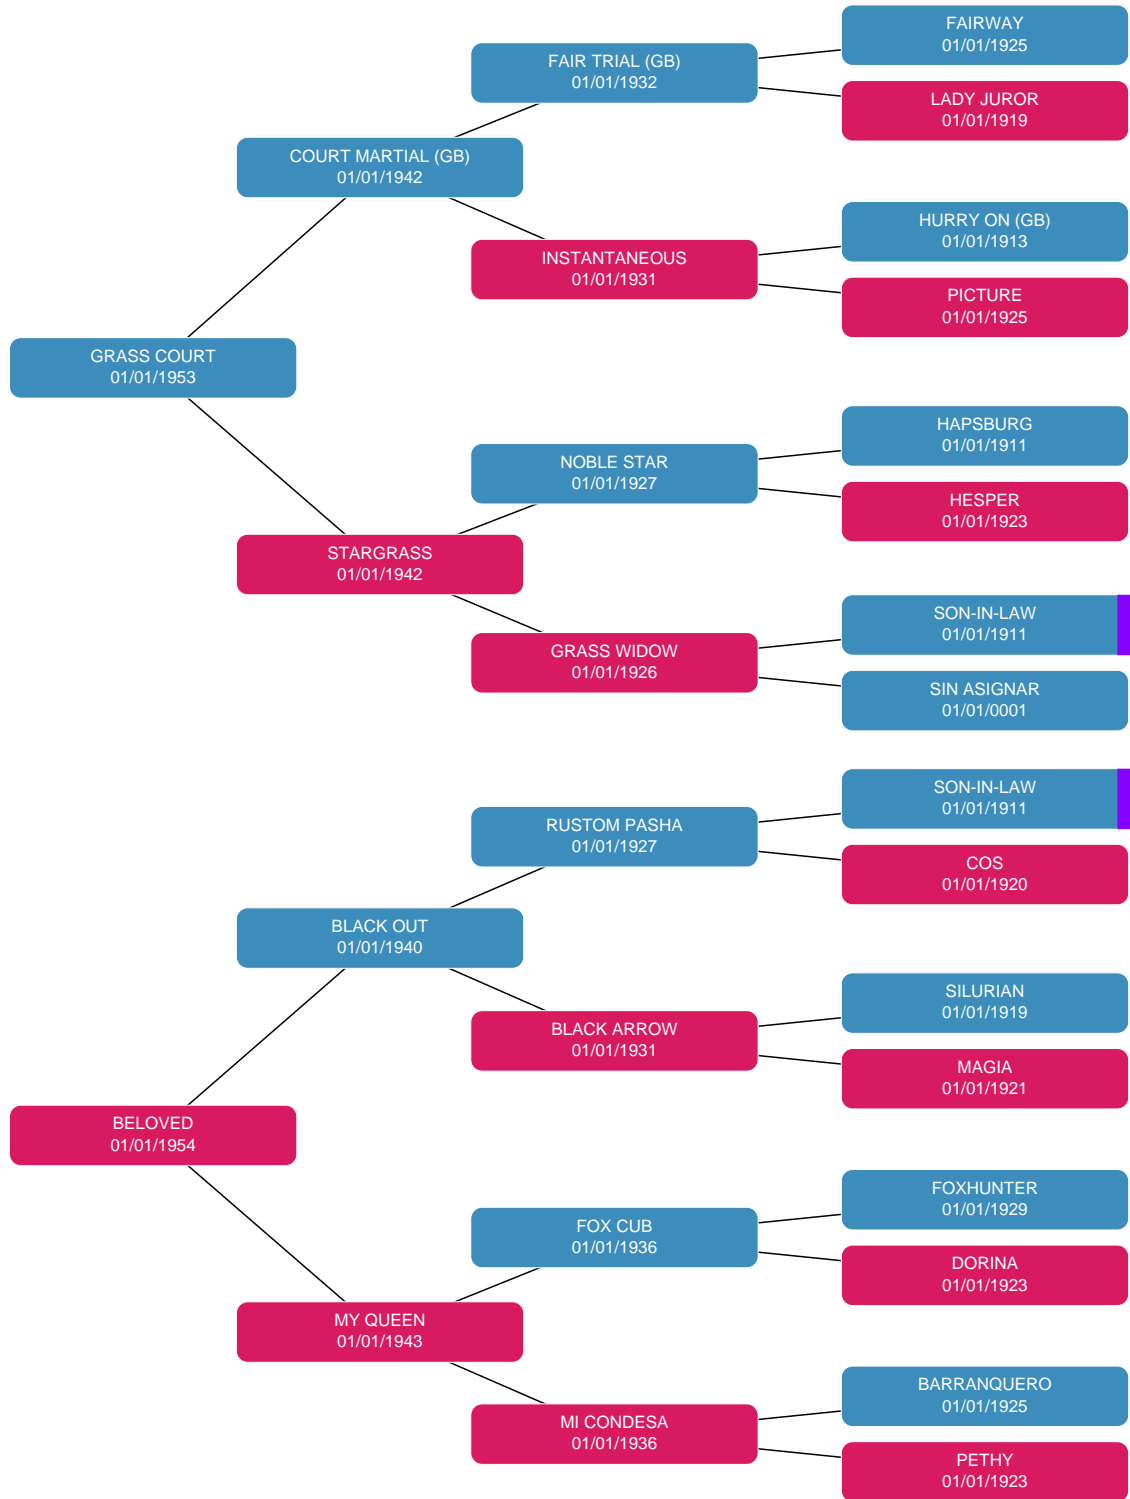 FAIRWAY
01/01/1925
FAIR TRIAL (GB)
01/01/1932
LADY JUROR
01/01/1919
COURT MARTIAL (GB)
01/01/1942
HURRY ON (GB)
01/01/1913
INSTANTANEOUS
01/01/1931
PICTURE
01/01/1925
GRASS COURT
01/01/1953
HAPSBURG
01/01/1911
NOBLE STAR
01/01/1927
HESPER
01/01/1923
STARGRASS
01/01/1942
SON-IN-LAW
01/01/1911
GRASS WIDOW
01/01/1926
SIN ASIGNAR
01/01/0001
SON-IN-LAW
01/01/1911
RUSTOM PASHA
01/01/1927
COS
01/01/1920
BLACK OUT
01/01/1940
SILURIAN
01/01/1919
BLACK ARROW
01/01/1931
MAGIA
01/01/1921
BELOVED
01/01/1954
FOXHUNTER
01/01/1929
FOX CUB
01/01/1936
DORINA
01/01/1923
MY QUEEN
01/01/1943
BARRANQUERO
01/01/1925
MI CONDESA
01/01/1936
PETHY
01/01/1923